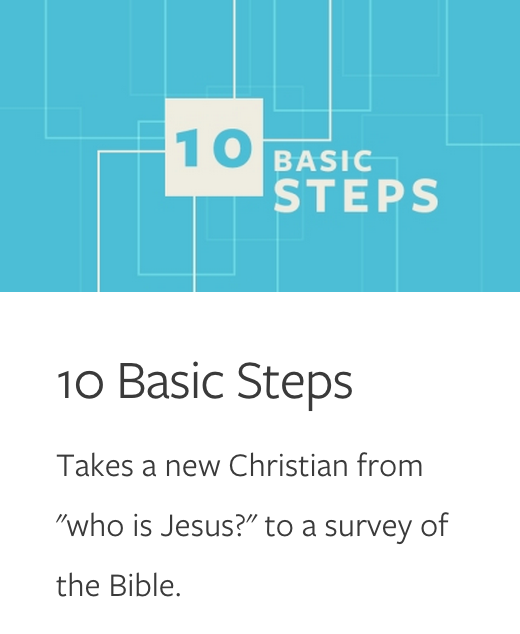 10
BASIC
STEPS
10 Basic Steps
Takes a new Christian from
"who is Jesus?" to a survey of
the Bible.